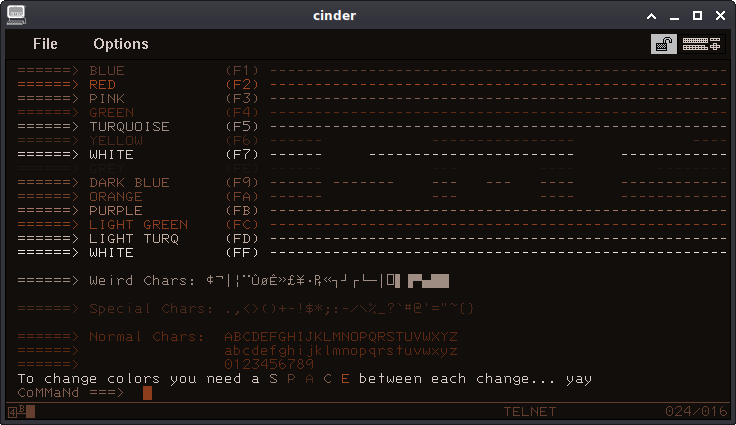 cinder
File Options
======> BLUE (F1) ---------------------------------------------------
======> RED (F2) ---------------------------------------------------
======> PINK (F3) ---------------------------------------------------
======> GREEN (F4) ---------------------------------------------------
======> TURQUOISE (F5) ---------------------------------------------------
======> YELLOW (F6) ------ ---------------- ----
======> WHITE (F7) ------ ----------------------- ------------
======> DARK BLUE (F9) ------ ------- --- --- --- ---
======> ORANGE (FA) ------ --- --- ------------
======> PURPLE (FB) ---------------------------------------------------
======> LIGHT GREEN (FC) ---------------------------------------------------
======> LIGHT TURQ (FD) ---------------------------------------------------
======> WHITE (FF) ---------------------------------------------------
======> Weird Chars: ¢¬|¦¨ÛøÊ»£¥·₧«┐┘┌└─│
======> Special Chars: .,<>()+-!$*;:-/\%_?`#@'="~{}
======> Normal Chars: ABCDEFGHIJKLMNOPQRSTUVWXYZ
======> abcdefghijklmnopqrstuvwxyz
======> 0123456789
To change colors you need a S P A C E between each change... yay
CoMMaNd ===>
4 B TELNET 024/016